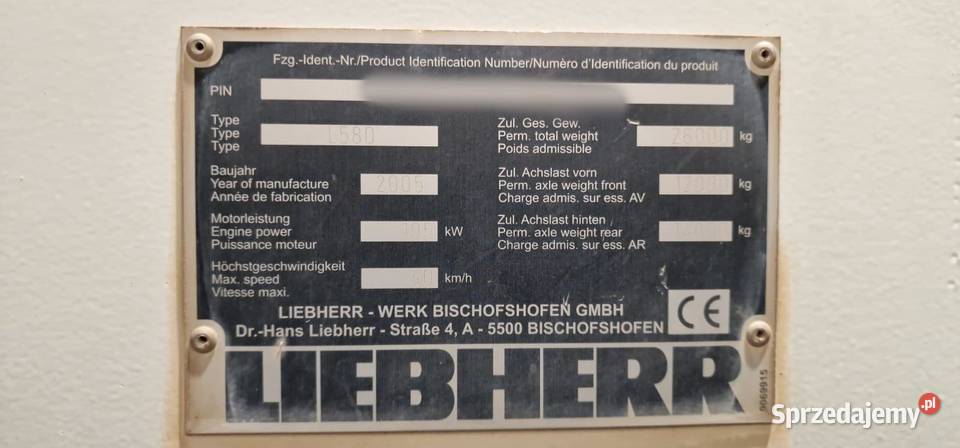 Fzg.-Ident.-Nr./Product Identification Number/Numèro d'Identification du produit
PIN
Type
Type L580
Type
Zul. Ges. Gew.
Perm. total weight 26000 kg
Poids admissible
Baujahr
Year of manufacture 2005
Année de fabrication
Zul. Achslast vorn
Perm. axle weight front kg
Charge admis. sur ess. AV
Motorleistung
Engine power kW
Puissance moteur
Zul. Achslast hinten
Perm. axle weight rear kg
Charge admis. sur ess. AR
Höchstgeschwindigkeit
Max. speed km/h
Vitesse maxi.
LIEBHERR - WERK BISCHOFSHOFEN GMBH
Dr.-Hans Liebherr - Straße 4, A - 5500 BISCHOFSHOFEN
CE
LIEBHERR
9069915
Sprzedajemy.pl